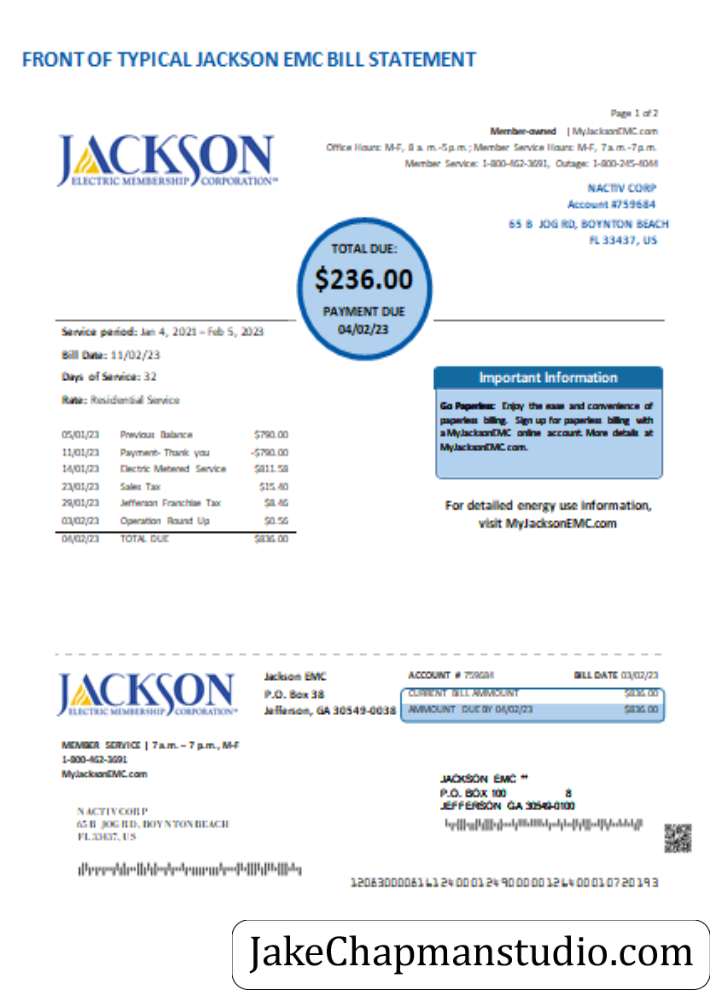 FRONT OF TYPICAL JACKSON EMC BILL STATEMENT
Page 1 of 2
Member-owned | MyJacksonEMC.com
Office Hours: M-F, 8 a. m.-5 p.m.; Member Service Hours: M-F, 7 a. m.-7 p.m.
Member Service: 1-800-462-3691, Outage: 1-800-245-4044
JACKSON
ELECTRIC MEMBERSHIP CORPORATION™
NACTIV CORP
Account #759684
65 B JOG RD, BOYNTON BEACH
FL 33437, US
TOTAL DUE:
$236.00
PAYMENT DUE
04/02/23
Service period: Jan 4, 2021 – Feb 5, 2023
Bill Date: 11/02/23
Days of Service: 32
Rate: Residential Service
05/01/23 Previous Balance $790.00
11/01/23 Payment- Thank you -$790.00
14/01/23 Electric Metered Service $811.58
23/01/23 Sales Tax $15.40
29/01/23 Jefferson Franchise Tax $8.46
03/02/23 Operation Round Up $0.56
04/02/23 TOTAL DUE $836.00
Important Information
Go Paperless: Enjoy the ease and convenience of
paperless billing. Sign up for paperless billing with
a MyJacksonEMC online account. More details at
MyJacksonEMC.com.
For detailed energy use information,
visit MyJacksonEMC.com
JACKSON
ELECTRIC MEMBERSHIP CORPORATION™
Jackson EMC
P.O. Box 38
Jefferson, GA 30549-0038
ACCOUNT # 759684 BILL DATE 03/02/23
CURRENT BILL AMMOUNT $836.00
AMMOUNT DUE BY 04/02/23 $836.00
MEMBER SERVICE | 7 a.m. – 7 p.m., M-F
1-800-462-3691
MyJacksonEMC.com
JACKSON EMC **
P.O. BOX 100 8
JEFFERSON GA 30549-0100
NACTIV CORP
65 B JOG RD, BOYNTON BEACH
FL 33437, US
JakeChapmanstudio.com